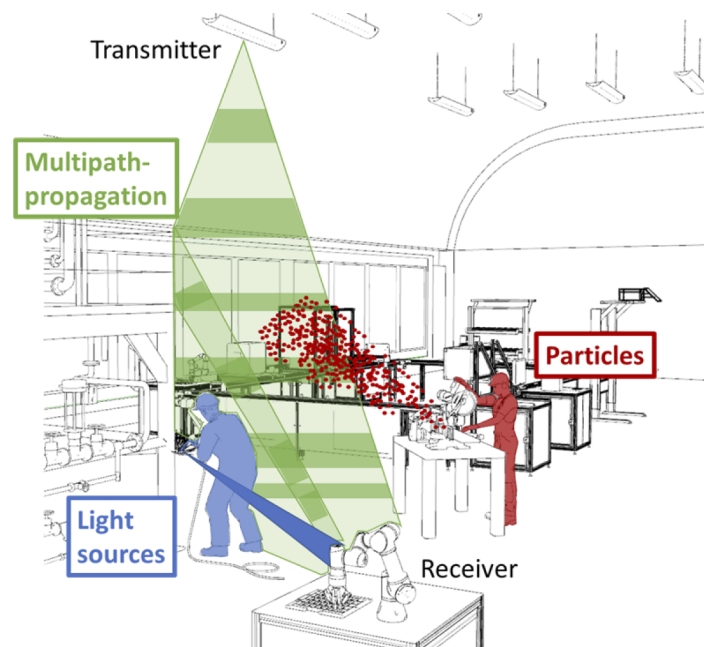 Transmitter
Multipath-
propagation
Particles
Light
sources
Receiver